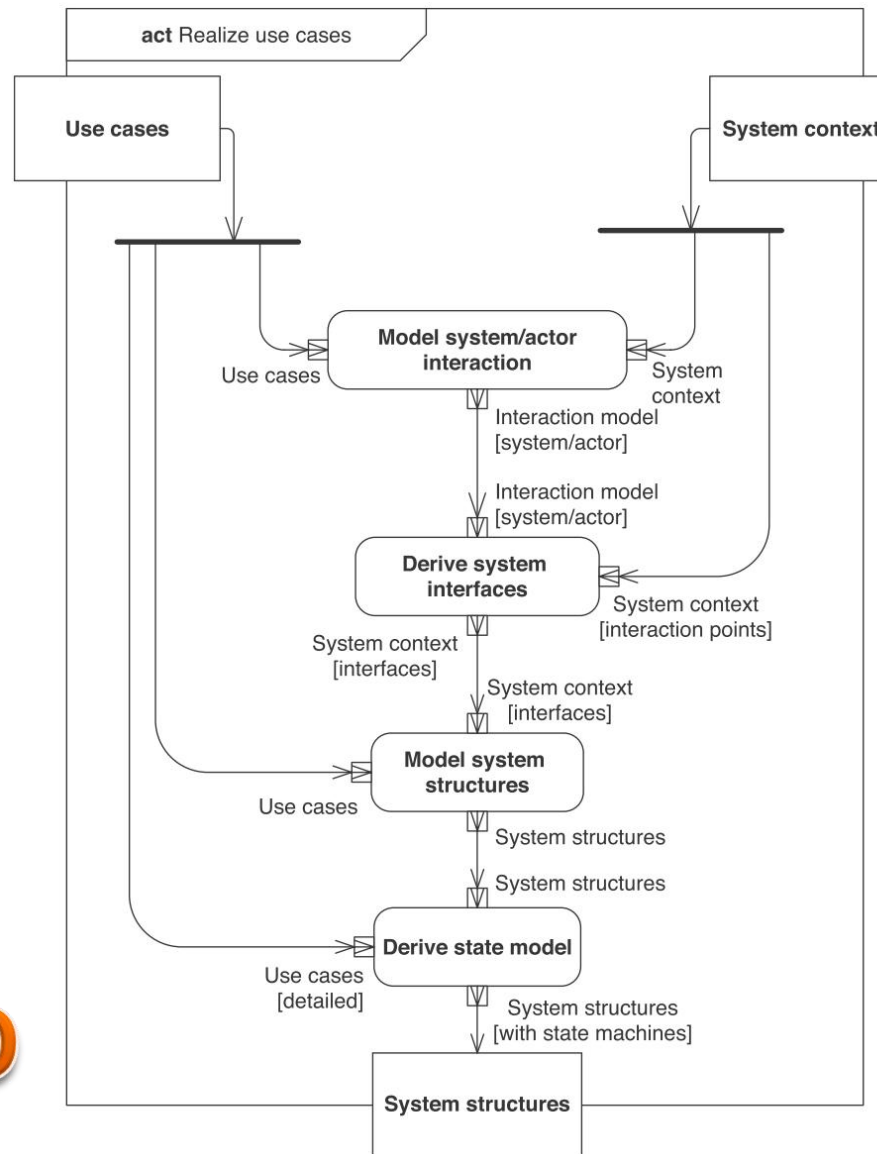 act Realize use cases
Use cases
System context
Model system/actor
interaction
Use cases
System
context
Interaction model
[system/actor]
Interaction model
[system/actor]
Derive system
interfaces
System context
[interaction points]
System context
[interfaces]
System context
[interfaces]
Model system
structures
Use cases
System structures
System structures
Derive state model
Use cases
[detailed]
System structures
[with state machines]
System structures